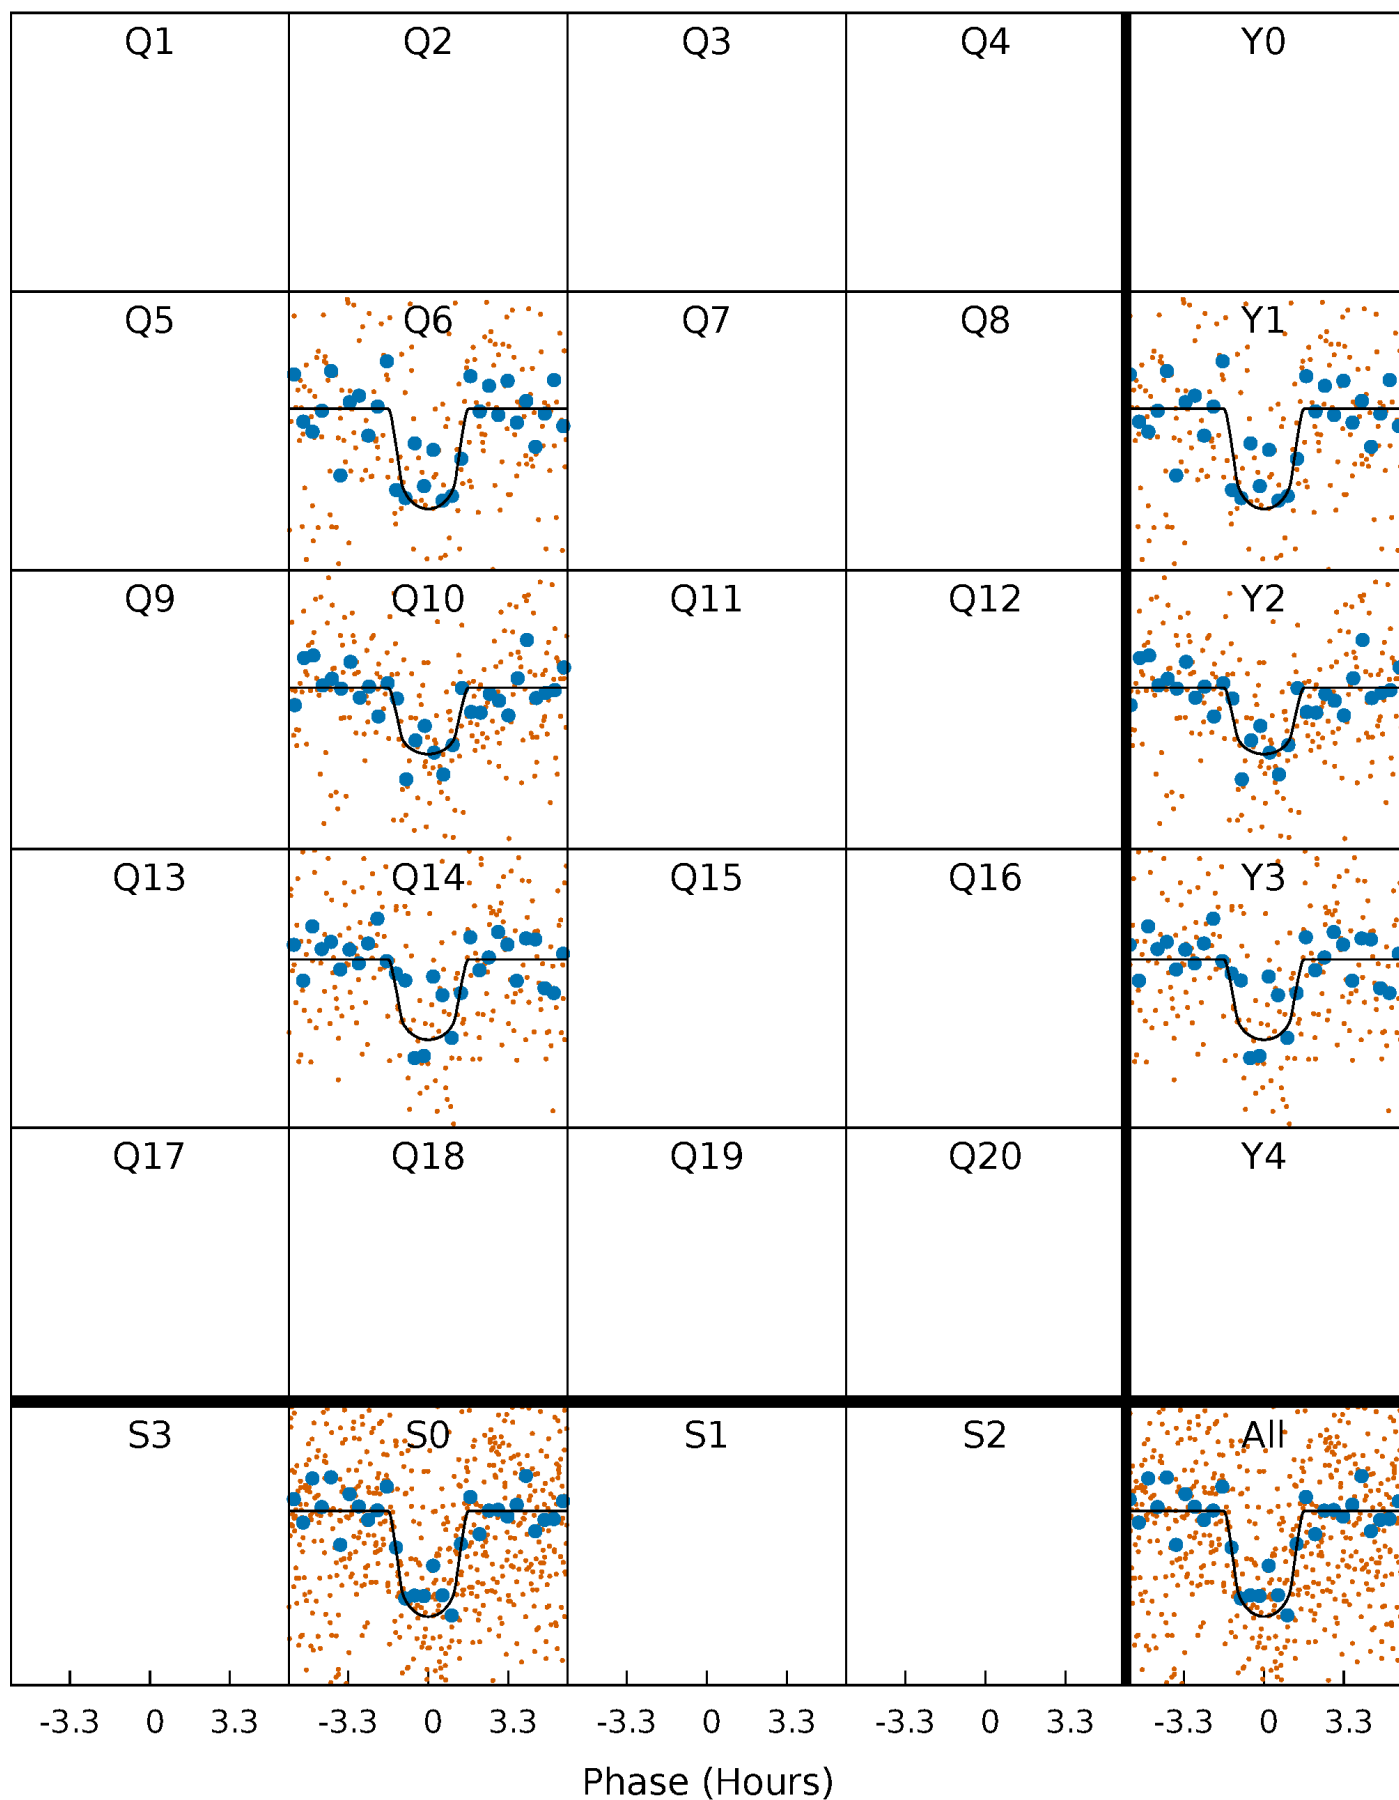 Q1 Q2 Q3 Q4 Y0
Q5 Q6 Q7 Q8 Y1
Q9 Q10 Q11 Q12 Y2
Q13 Q14 Q15 Q16 Y3
Q17 Q18 Q19 Q20 Y4
S3 S0 S1 S2 All
-3.3 0 3.3 -3.3 0 3.3 -3.3 0 3.3 -3.3 0 3.3 -3.3 0 3.3
Phase (Hours)